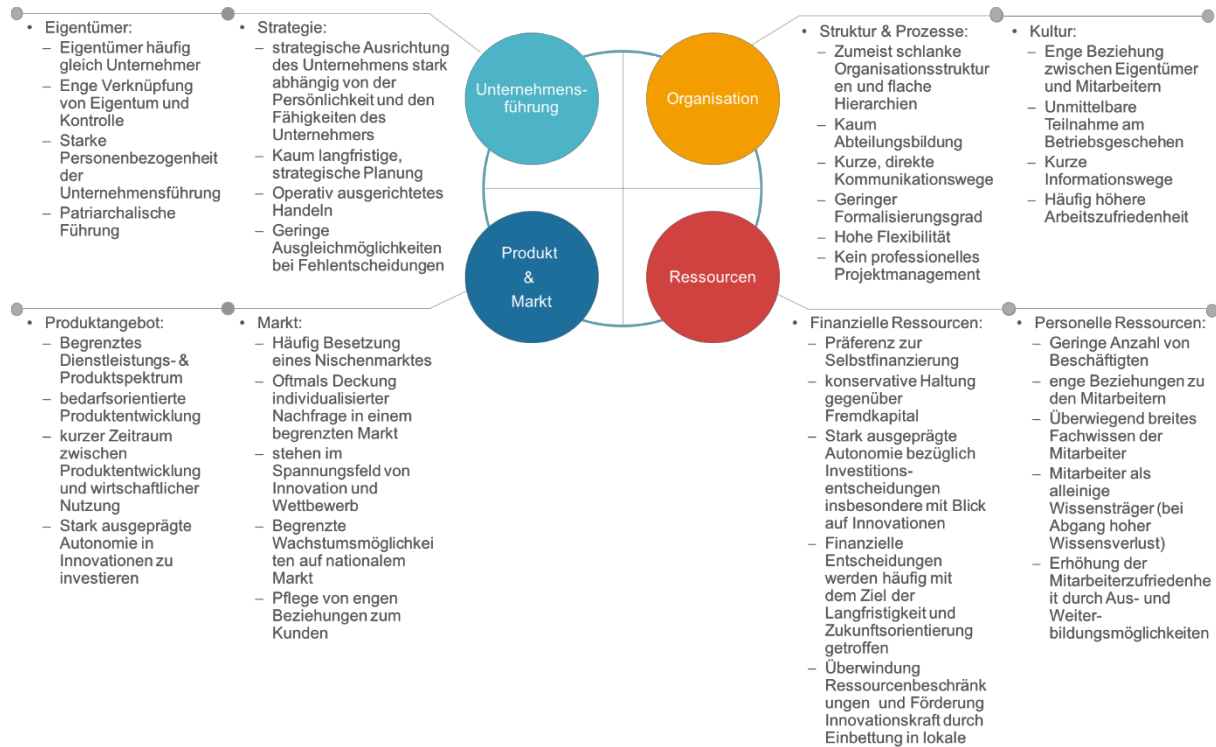 • Eigentümer:
– Eigentümer häufig
gleich Unternehmer
– Enge Verknüpfung
von Eigentum und
Kontrolle
– Starke
Personenbezogenheit
der
Unternehmensführung
– Patriarchalische
Führung
• Strategie:
– strategische Ausrichtung
des Unternehmens stark
abhängig von der
Persönlichkeit und den
Fähigkeiten des
Unternehmers
– Kaum langfristige,
strategische Planung
– Operativ ausgerichtetes
Handeln
– Geringe
Ausgleichmöglichkeiten
bei Fehlentscheidungen
Unternehmens-
führung
Organisation
• Struktur & Prozesse:
– Zumeist schlanke
Organisationsstruktur
en und flache
Hierarchien
– Kaum
Abteilungsbildung
– Kurze, direkte
Kommunikationswege
– Geringer
Formalisierungsgrad
– Hohe Flexibilität
– Kein professionelles
Projektmanagement
• Kultur:
– Enge Beziehung
zwischen Eigentümer
und Mitarbeitern
– Unmittelbare
Teilnahme am
Betriebsgeschehen
– Kurze
Informationswege
– Häufig höhere
Arbeitszufriedenheit
Produkt
&
Markt
Ressourcen
• Produktangebot:
– Begrenztes
Dienstleistungs- &
Produktspektrum
– bedarfsorientierte
Produktentwicklung
– kurzer Zeitraum
zwischen
Produktentwicklung
und wirtschaftlicher
Nutzung
– Stark ausgeprägte
Autonomie in
Innovationen zu
investieren
• Markt:
– Häufig Besetzung
eines Nischenmarktes
– Oftmals Deckung
individualisierter
Nachfrage in einem
begrenzten Markt
– stehen im
Spannungsfeld von
Innovation und
Wettbewerb
– Begrenzte
Wachstumsmöglichkei
ten auf nationalem
Markt
– Pflege von engen
Beziehungen zum
Kunden
• Finanzielle Ressourcen:
– Präferenz zur
Selbstfinanzierung
– konservative Haltung
gegenüber
Fremdkapital
– Stark ausgeprägte
Autonomie bezüglich
Investitions-
entscheidungen
insbesondere mit Blick
auf Innovationen
– Finanzielle
Entscheidungen
werden häufig mit
dem Ziel der
Langfristigkeit und
Zukunftsorientierung
getroffen
– Überwindung
Ressourcenbeschränk
ungen und Förderung
Innovationskraft durch
Einbettung in lokale
• Personelle Ressourcen:
– Geringe Anzahl von
Beschäftigten
– enge Beziehungen zu
den Mitarbeitern
– Überwiegend breites
Fachwissen der
Mitarbeiter
– Mitarbeiter als
alleinige
Wissensträger (bei
Abgang hoher
Wissensverlust)
– Erhöhung der
Mitarbeiterzufriedenhe
it durch Aus- und
Weiter-
bildungsmöglichkeiten